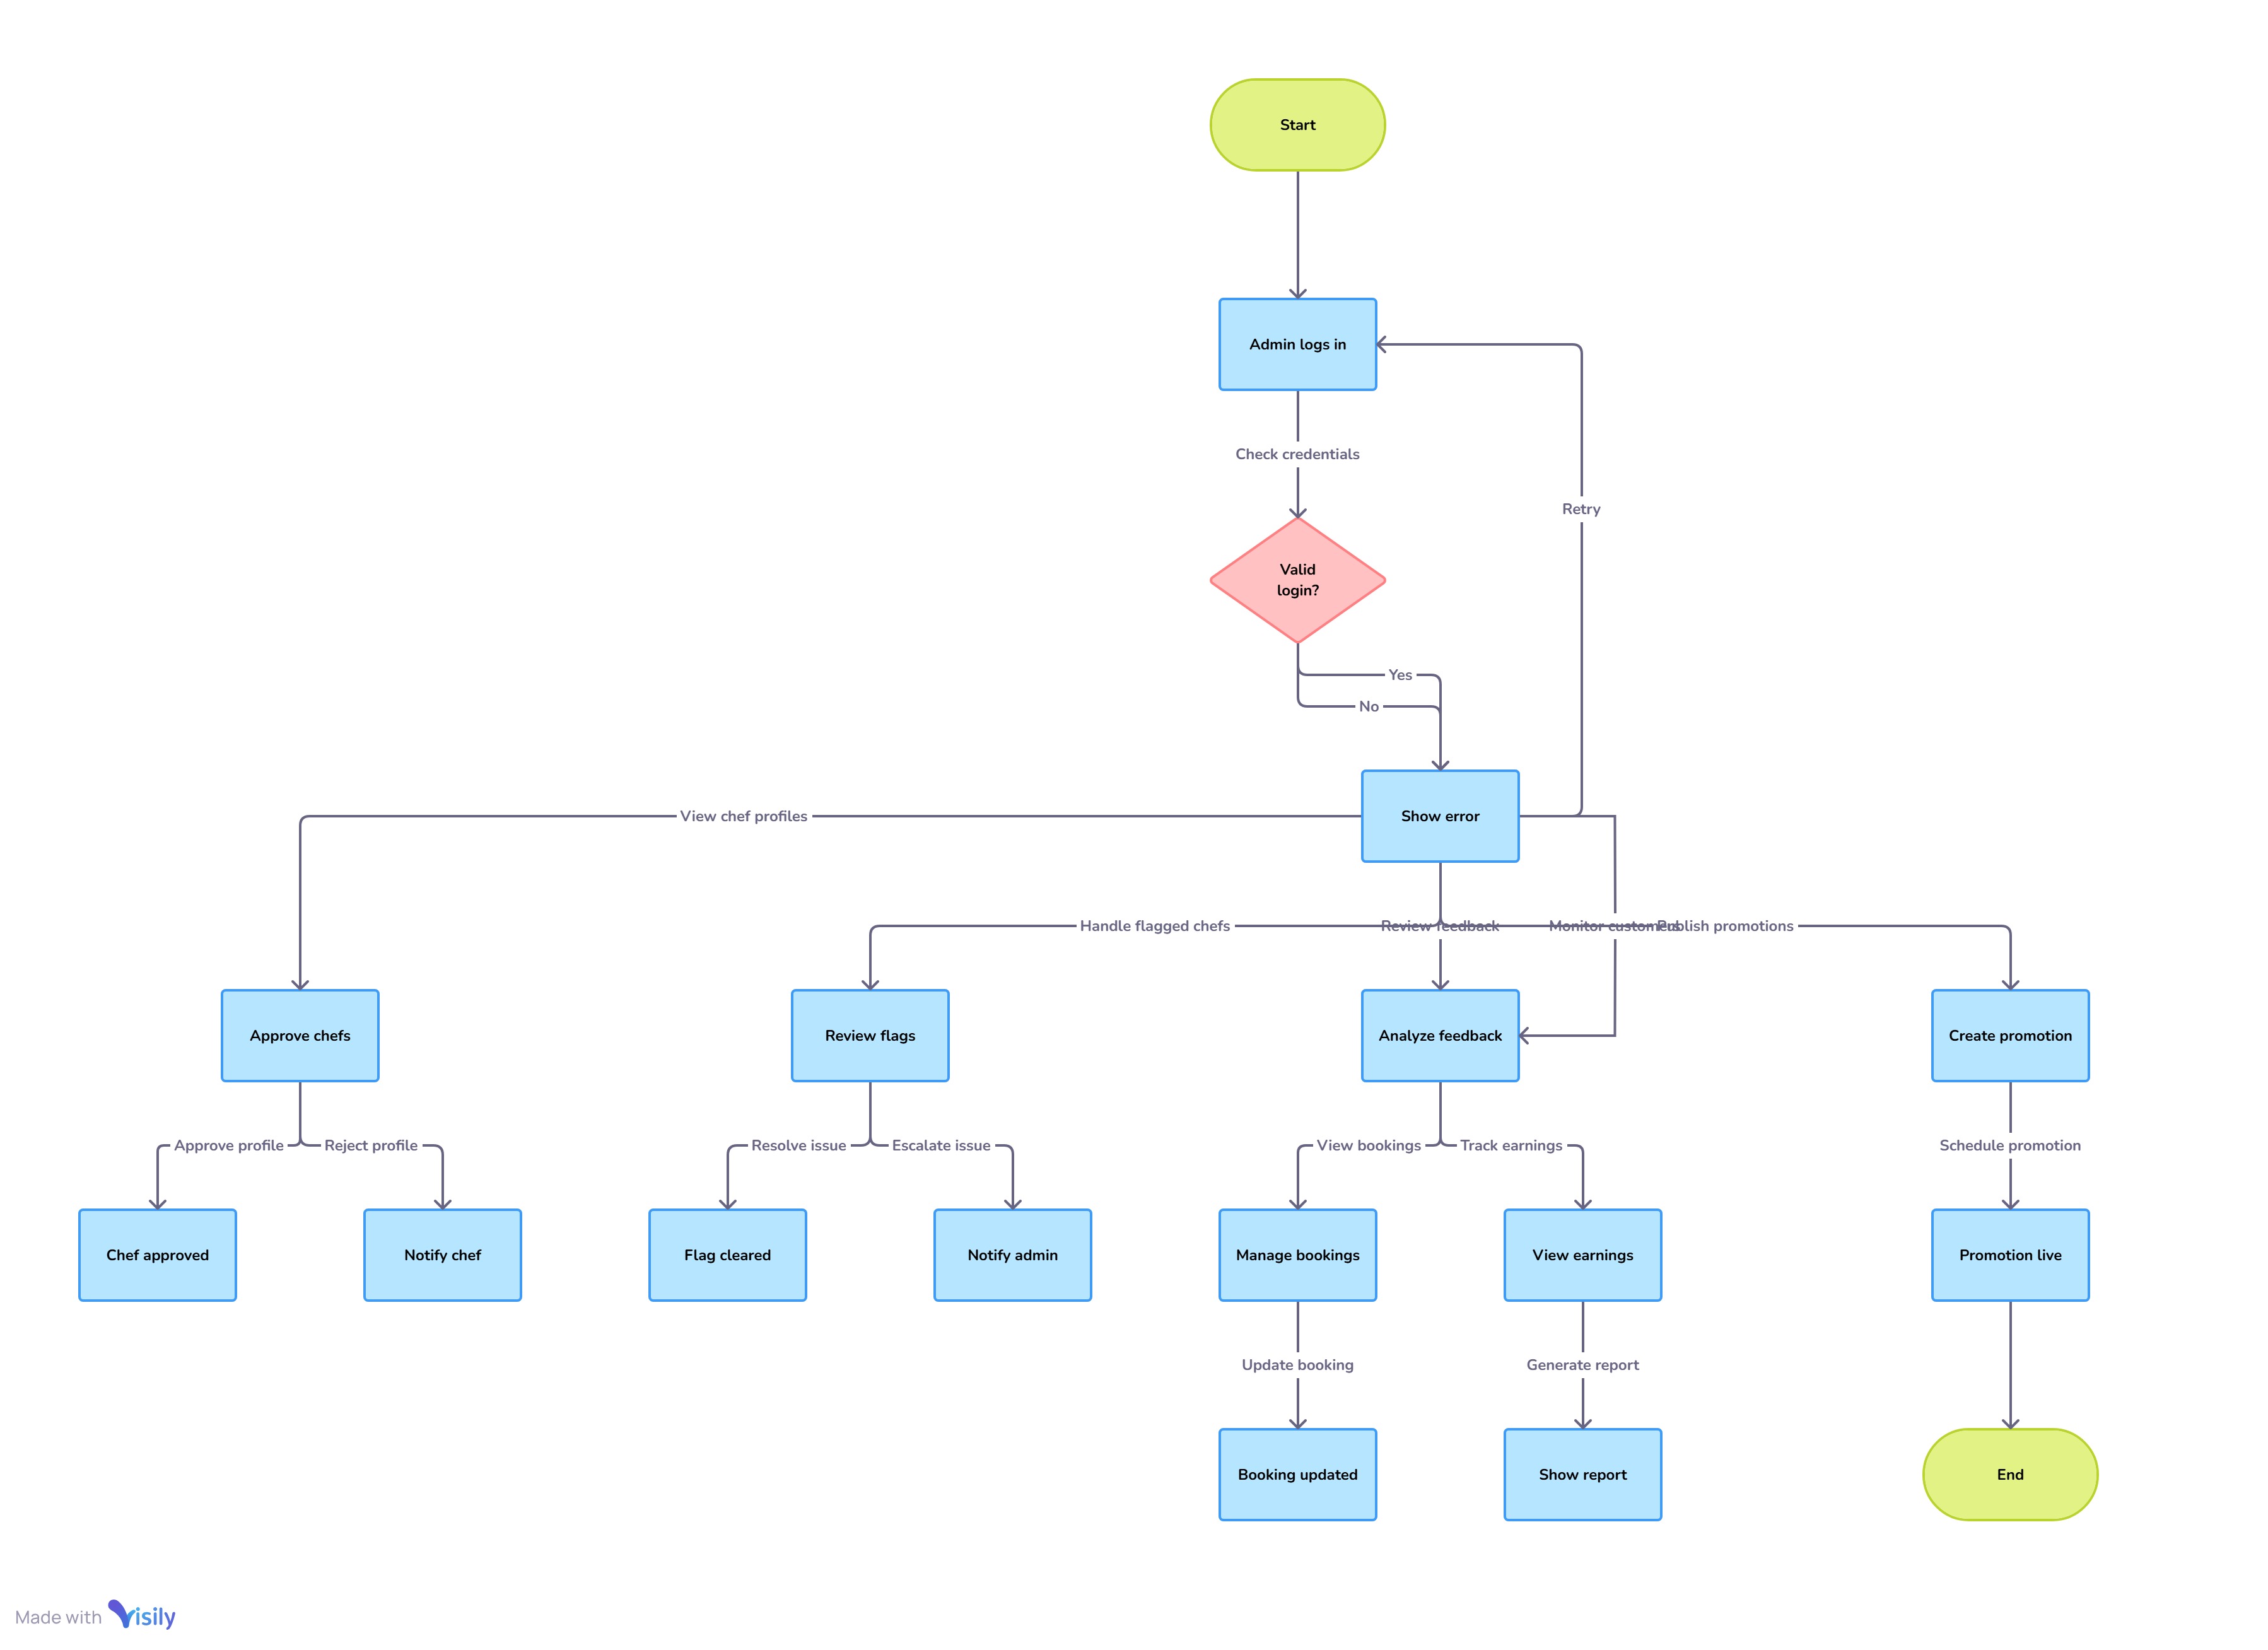 Start
Admin logs in
Check credentials
Retry
Valid
login?
Yes
No
Show error
View chef profiles
Handle flagged chefs
Review feedback
Monitor customers
Publish promotions
Approve chefs
Review flags
Analyze feedback
Create promotion
Approve profile
Reject profile
Resolve issue
Escalate issue
View bookings
Track earnings
Schedule promotion
Chef approved
Notify chef
Flag cleared
Notify admin
Manage bookings
View earnings
Promotion live
Update booking
Generate report
Booking updated
Show report
End
Made with Visily